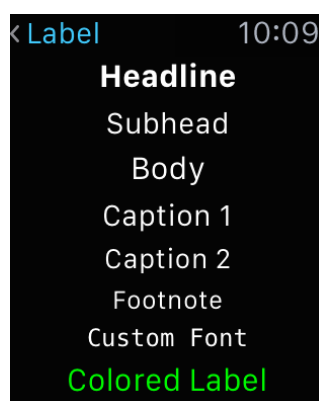 < Label 10:09
Headline
Subhead
Body
Caption 1
Caption 2
Footnote
Custom Font
Colored Label